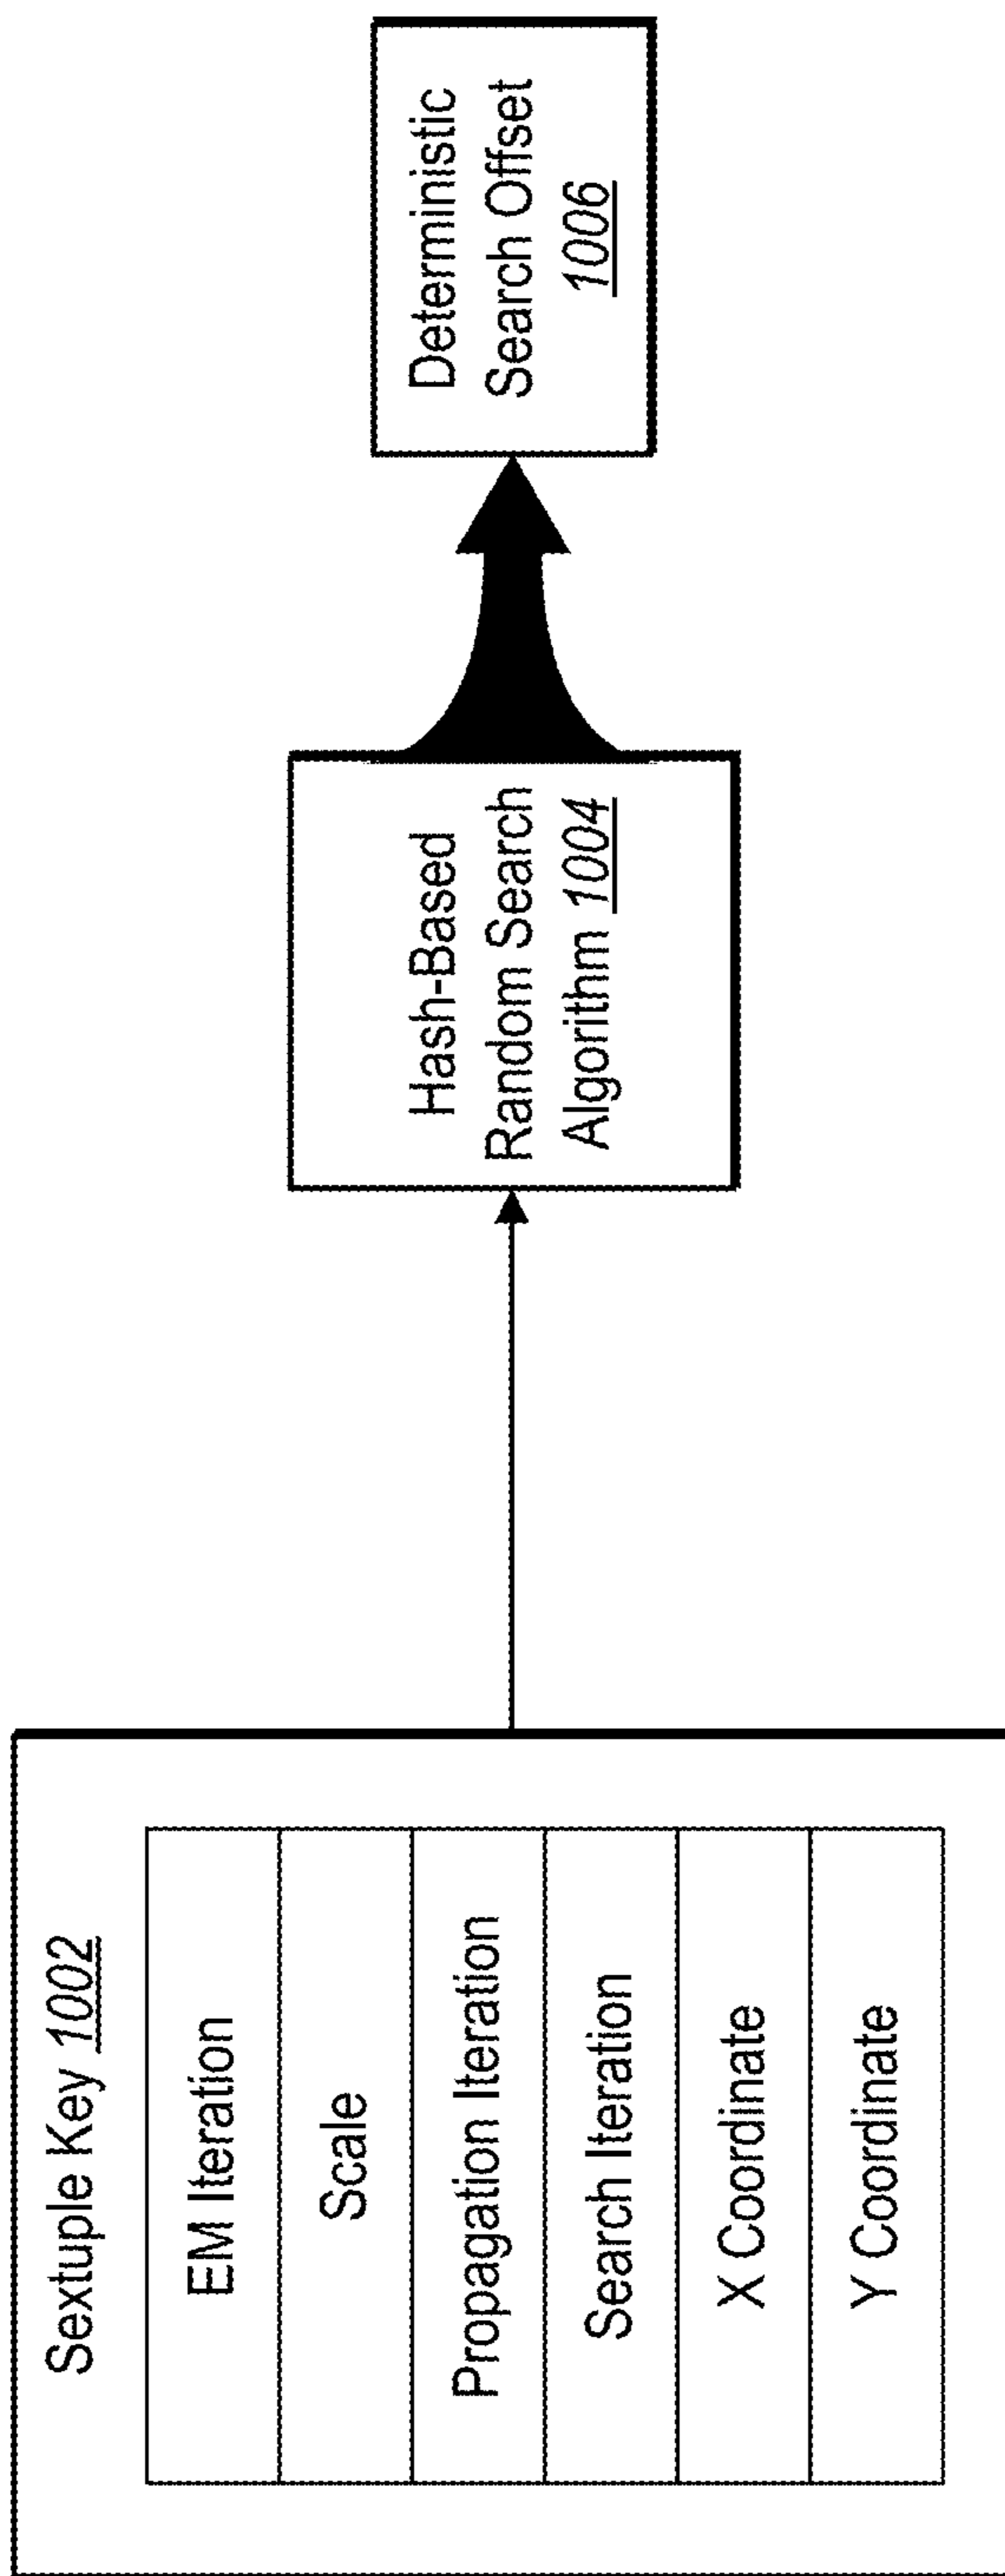 Sextuple Key 1002
EM Iteration
Scale
Propagation Iteration
Search Iteration
X Coordinate
Y Coordinate
Hash-Based
Random Search
Algorithm 1004
Deterministic
Search Offset
1006